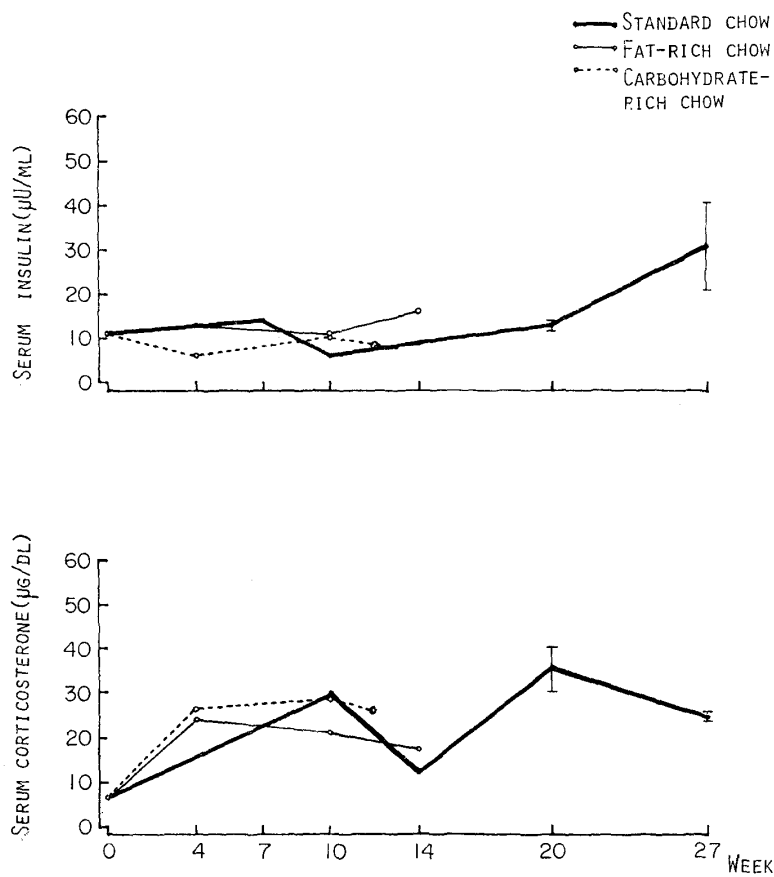 STANDARD CHOW
FAT-RICH CHOW
CARBOHYDRATE-
RICH CHOW
SERUM INSULIN (µU/ML)
60
50
40
30
20
10
0
SERUM CORTICOSTERONE (µG/DL)
60
50
40
30
20
10
0
0 4 7 10 14 20 27 WEEK